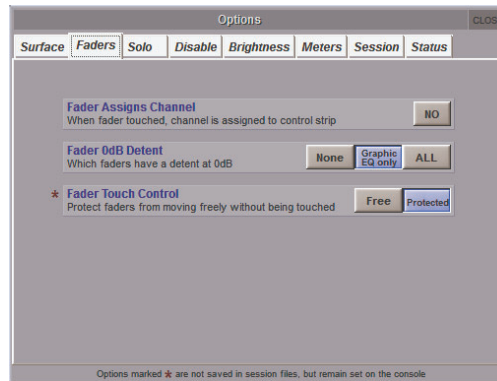 Options
CLOS
Surface Faders Solo Disable Brightness Meters Session Status
Fader Assigns Channel
When fader touched, channel is assigned to control strip
NO
Fader 0dB Detent
Which faders have a detent at 0dB
None
Graphic
EQ only
ALL
* Fader Touch Control
Protect faders from moving freely without being touched
Free
Protected
Options marked * are not saved in session files, but remain set on the console